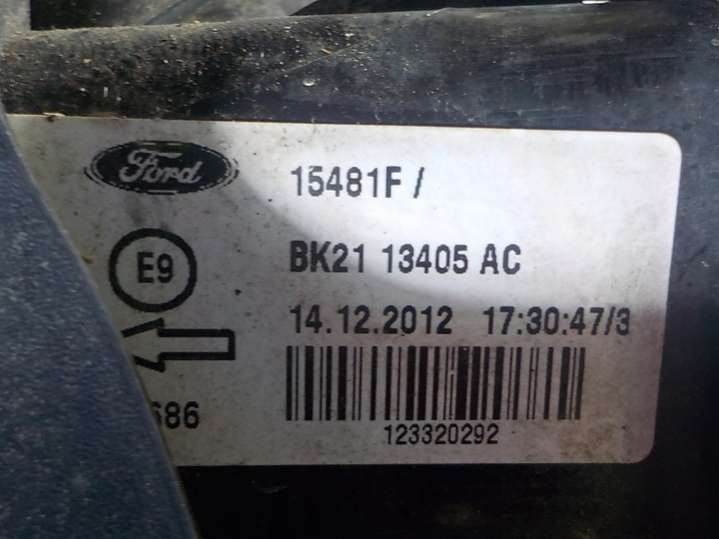 Ford
15481F /
E9
BK21 13405 AC
14.12.2012 17:30:47/3
686
123320292